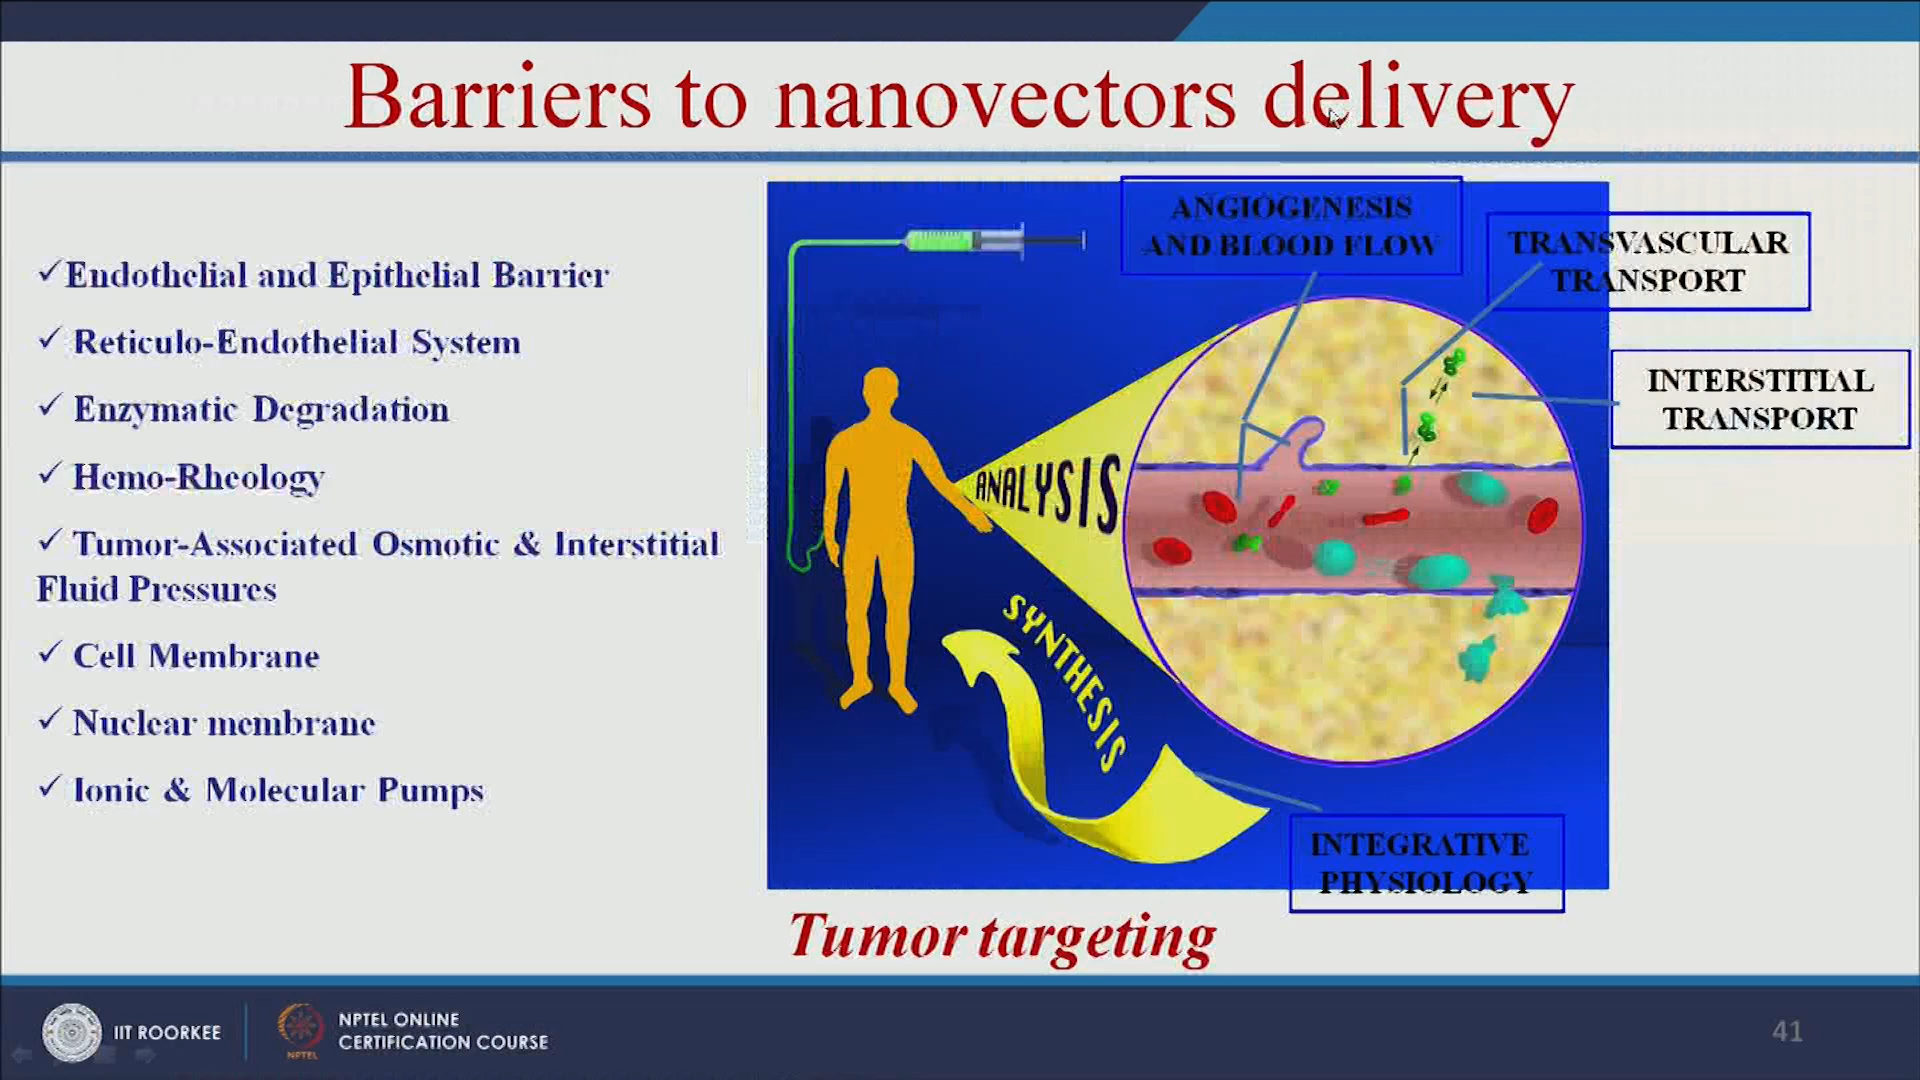 Barriers to nanovectors delivery
✓Endothelial and Epithelial Barrier
✓ Reticulo-Endothelial System
✓ Enzymatic Degradation
✓ Hemo-Rheology
✓ Tumor-Associated Osmotic & Interstitial
Fluid Pressures
✓ Cell Membrane
✓ Nuclear membrane
✓ Ionic & Molecular Pumps
ANGIOGENESIS
AND BLOOD FLOW
TRANSVASCULAR
TRANSPORT
INTERSTITIAL
TRANSPORT
ANALYSIS
SYNTHESIS
INTEGRATIVE
PHYSIOLOGY
Tumor targeting
IIT ROORKEE
NPTEL
NPTEL ONLINE
CERTIFICATION COURSE
41